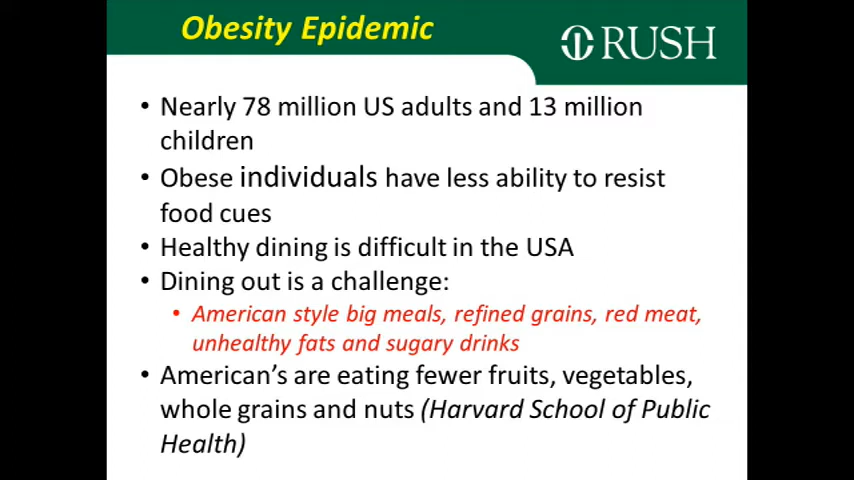 Obesity Epidemic
RUSH
• Nearly 78 million US adults and 13 million
children
• Obese individuals have less ability to resist
food cues
• Healthy dining is difficult in the USA
• Dining out is a challenge:
• American style big meals, refined grains, red meat,
unhealthy fats and sugary drinks
• American's are eating fewer fruits, vegetables,
whole grains and nuts (Harvard School of Public
Health)